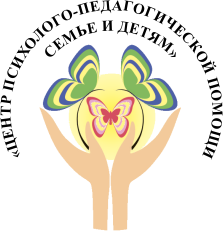 «ЦЕНТР ПСИХОЛОГО-ПЕДАГОГИЧЕСКОЙ ПОМОЩИ
СЕМЬЕ И ДЕТЯМ»